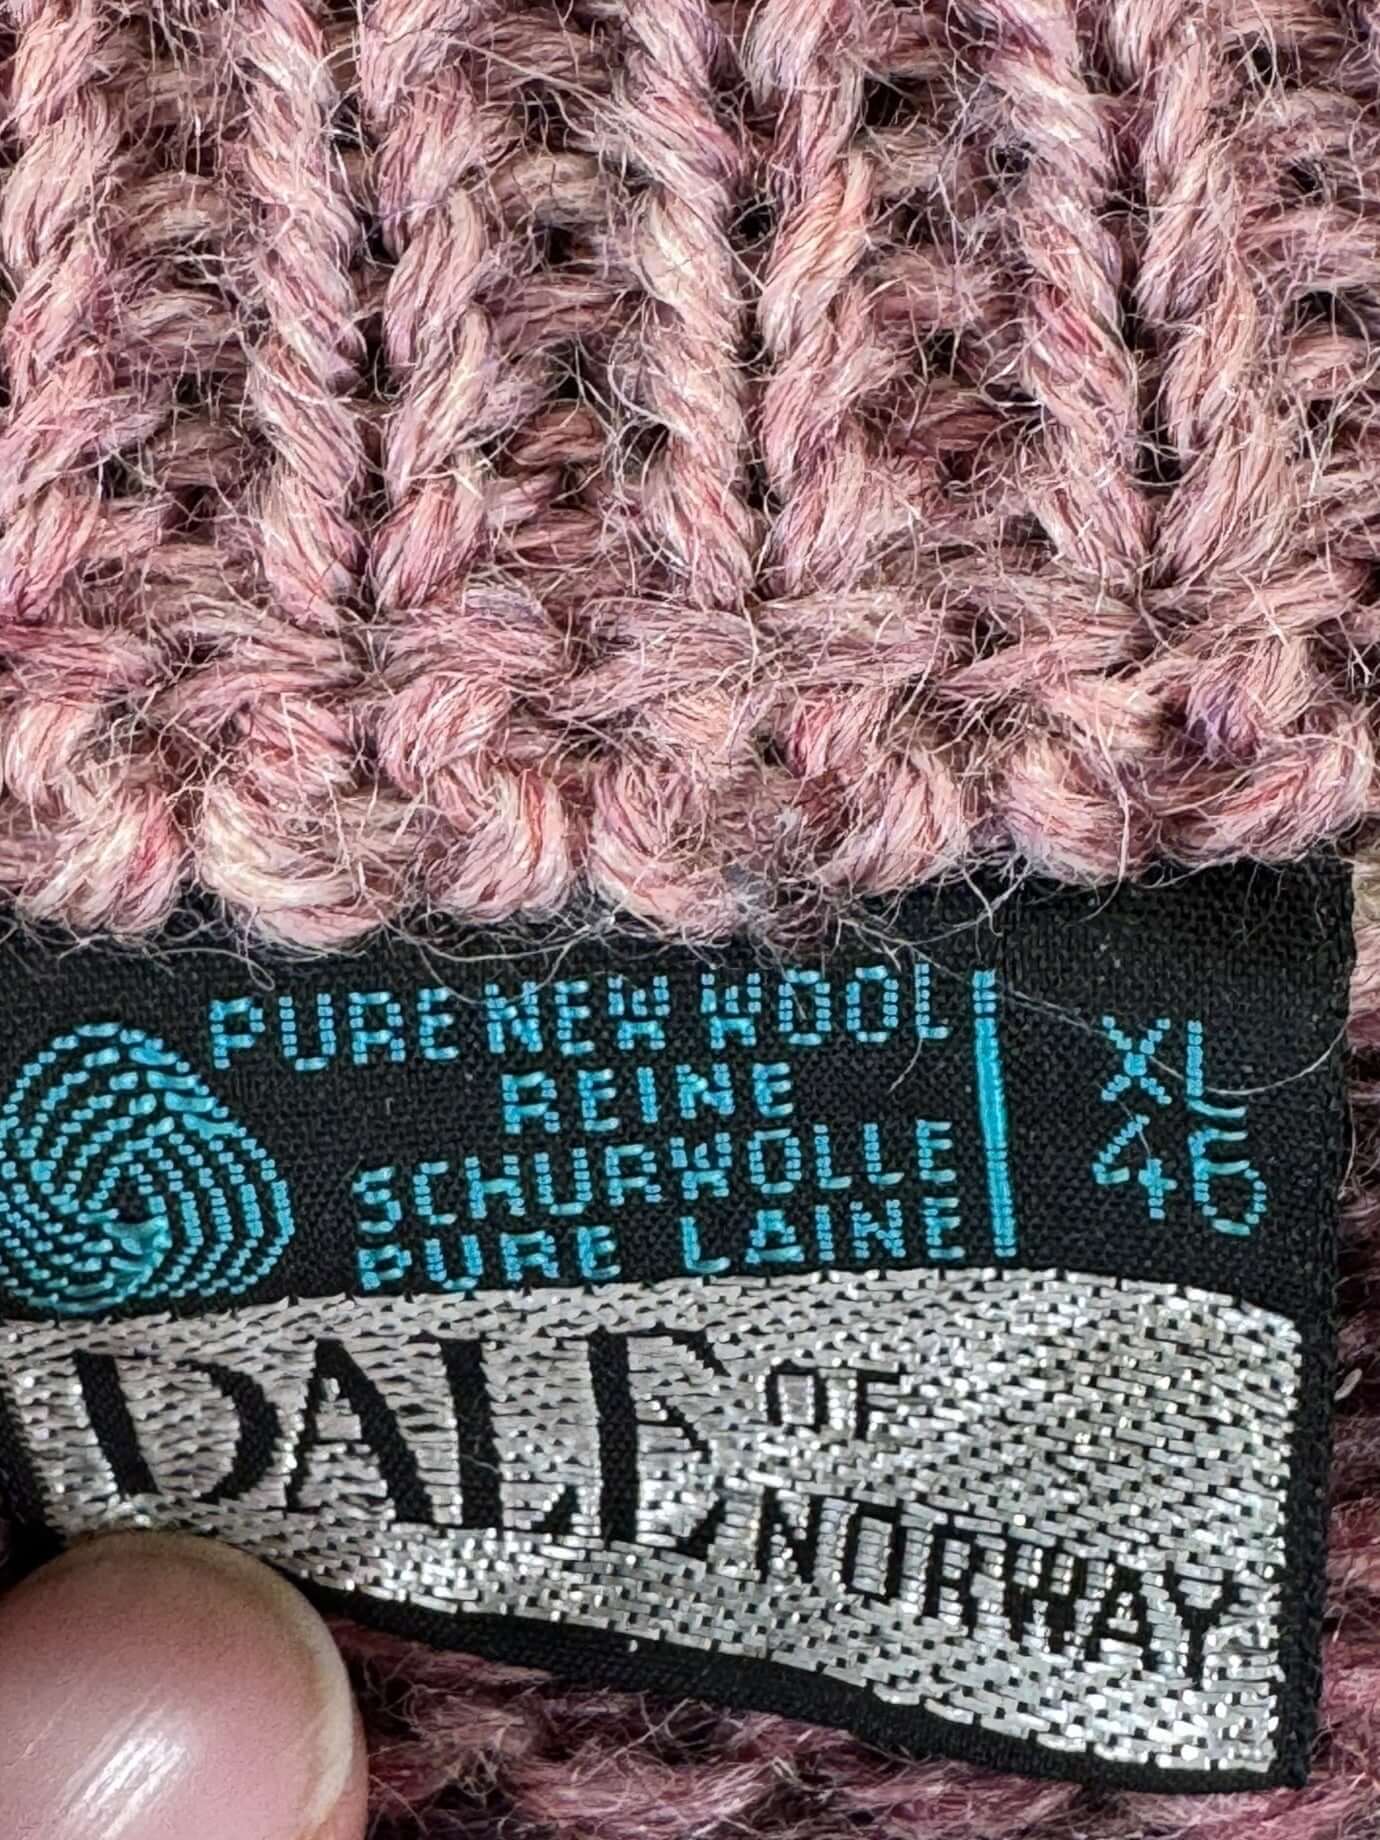 PURE NEW WOOL
REINE
SCHURWOLLE
PURE LAINE
XL
46
DALE OF
NORWAY